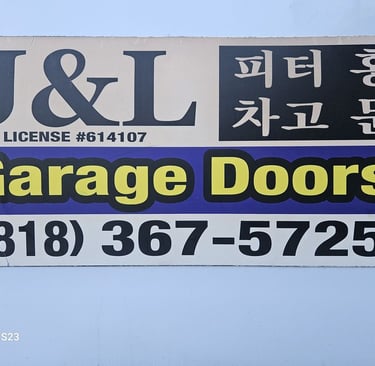 J&L
피터 홍
차고 문
LICENSE #614107
Garage Doors
(818) 367-5725
S23